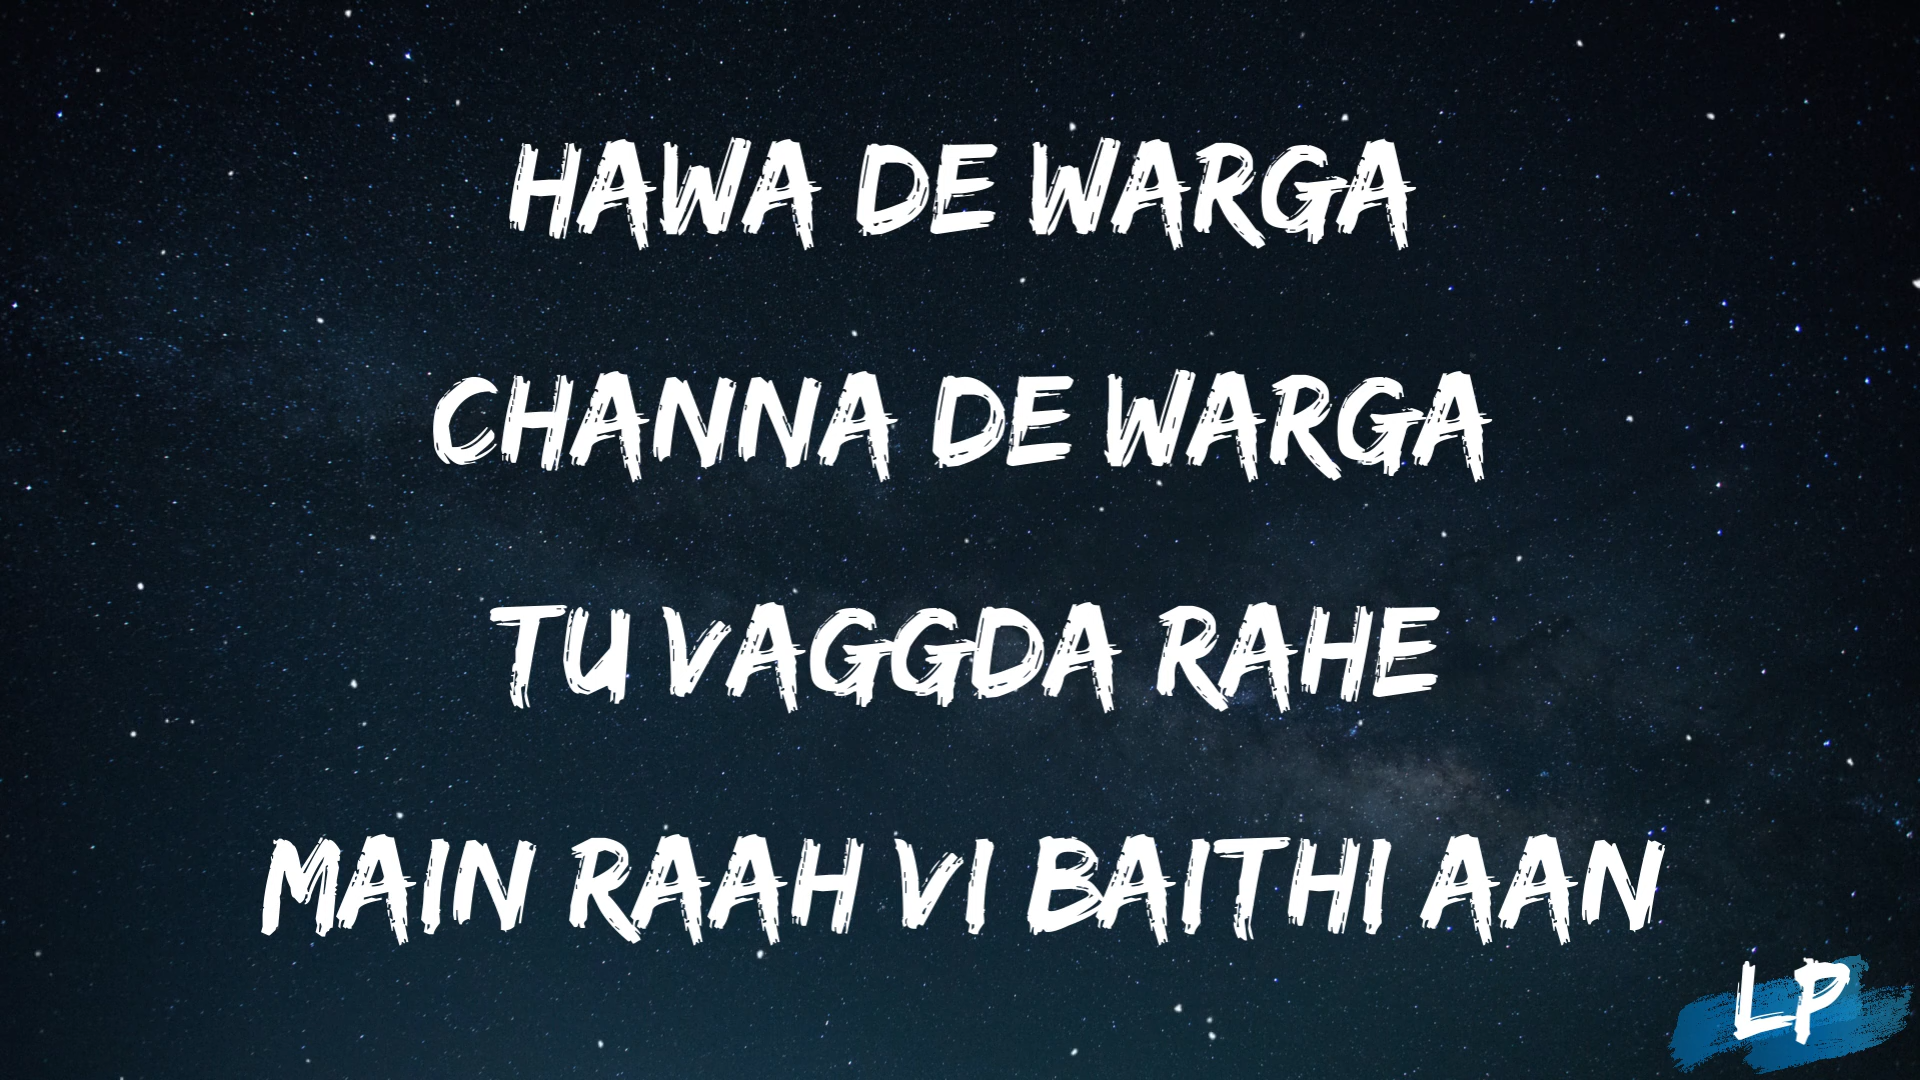 HAWA DE WARGA
CHANNA DE WARGA
TU VAGGDA RAHE
MAIN RAAH VI BAITHI AAN
LP